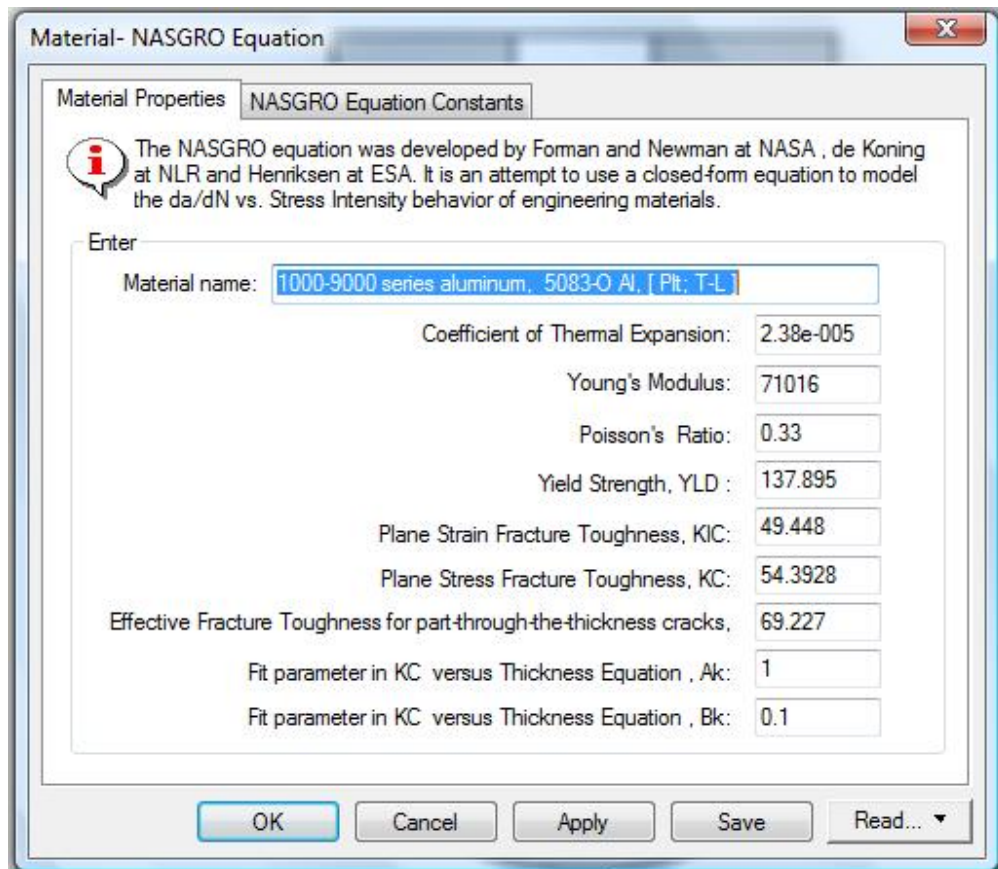 Material- NASGRO Equation
Material Properties
NASGRO Equation Constants
The NASGRO equation was developed by Forman and Newman at NASA , de Koning
at NLR and Henriksen at ESA. It is an attempt to use a closed-form equation to model
the da/dN vs. Stress Intensity behavior of engineering materials.
Enter
Material name: 1000-9000 series aluminum, 5083-O Al, [ Plt; T-L ]
Coefficient of Thermal Expansion: 2.38e-005
Young's Modulus: 71016
Poisson's Ratio: 0.33
Yield Strength, YLD : 137.895
Plane Strain Fracture Toughness, KIC: 49.448
Plane Stress Fracture Toughness, KC: 54.3928
Effective Fracture Toughness for part-through-the-thickness cracks, 69.227
Fit parameter in KC versus Thickness Equation , Ak: 1
Fit parameter in KC versus Thickness Equation , Bk: 0.1
OK Cancel Apply Save Read...